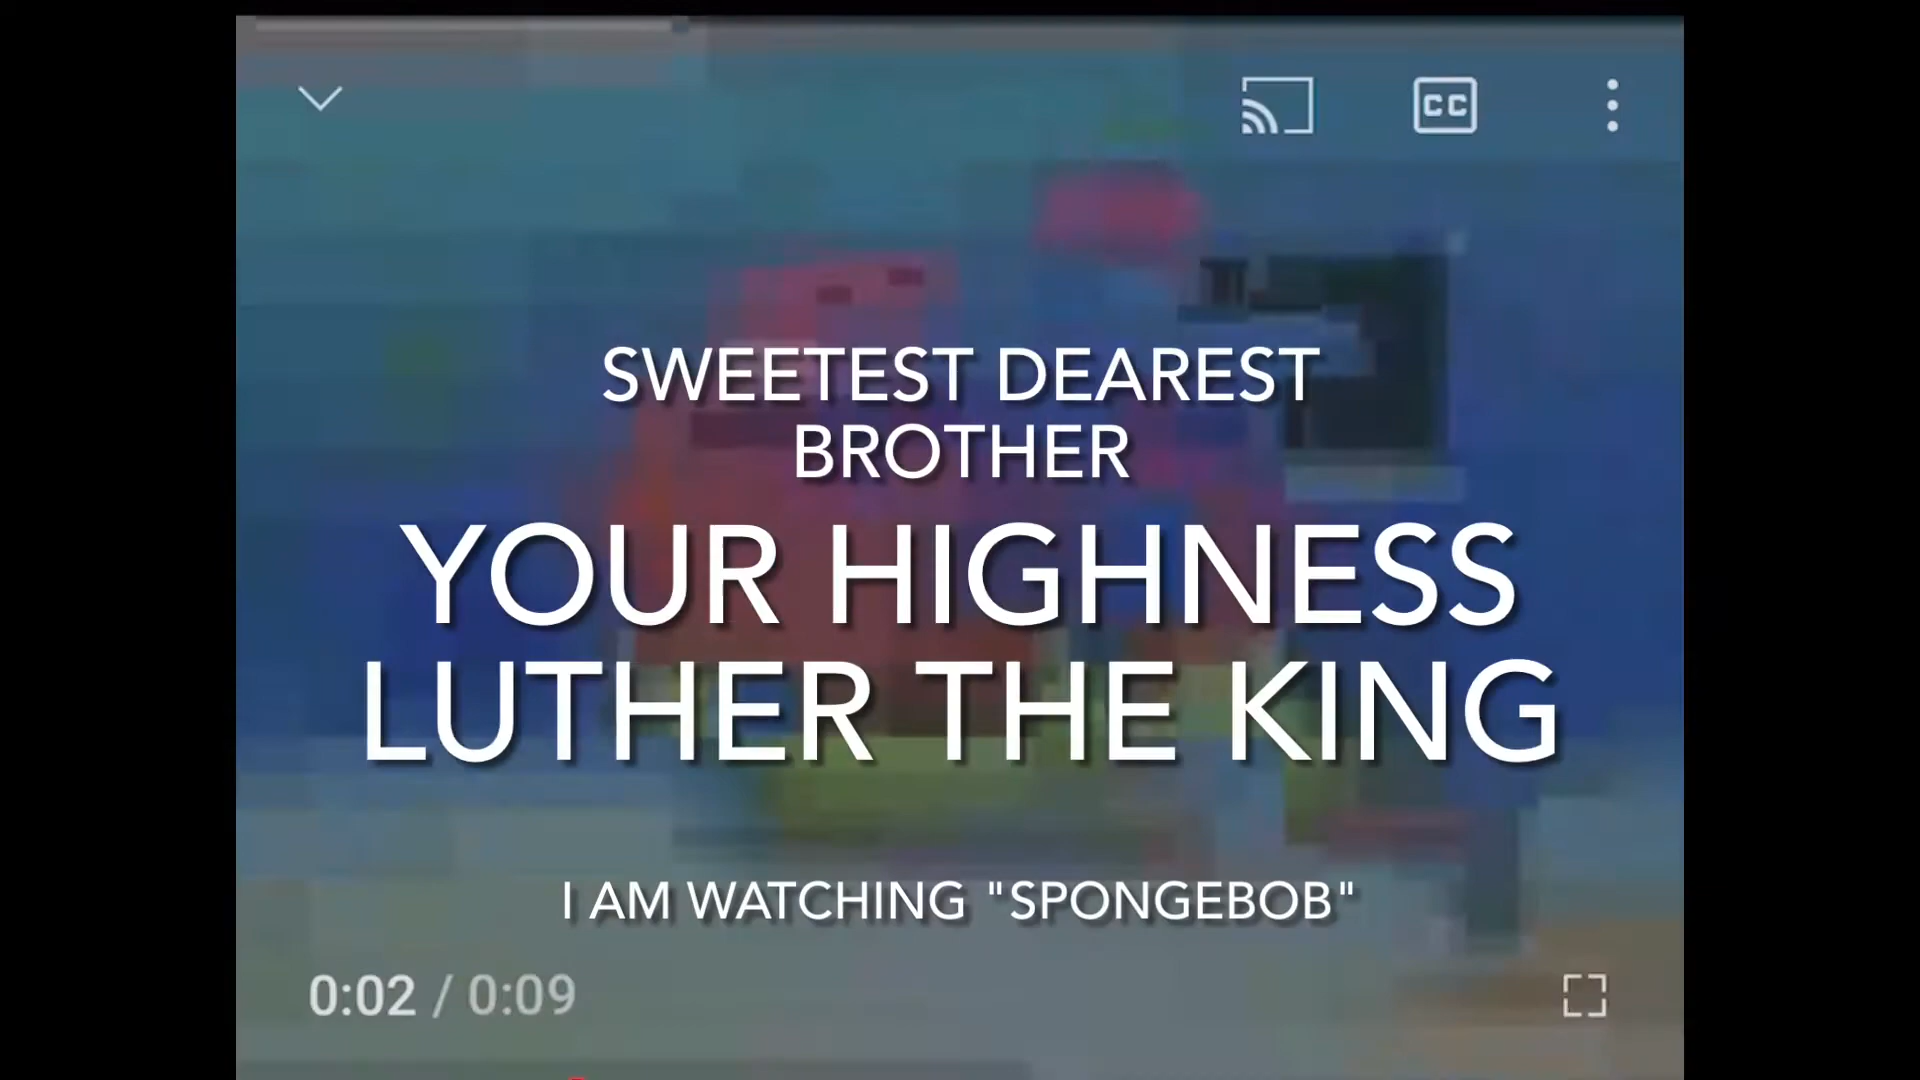 CC
SWEETEST DEAREST
BROTHER
YOUR HIGHNESS
LUTHER THE KING
I AM WATCHING "SPONGEBOB"
0:02 / 0:09